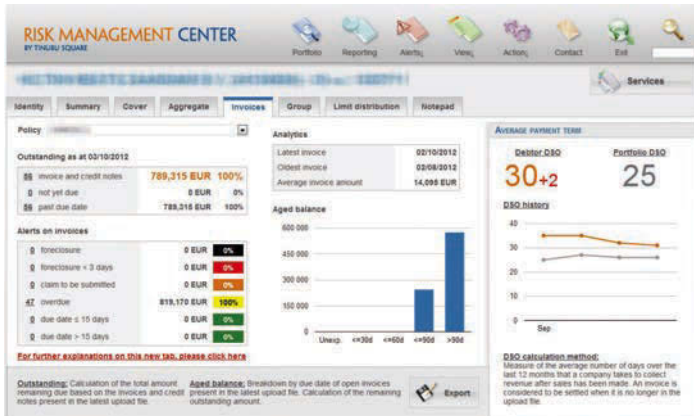 RISK MANAGEMENT CENTER
BY TINUBU SQUARE
Portfolio Reporting Alerts¡ View¡ Action¡ Contact Exit
Services
Identity Summary Cover Aggregate Invoices Group Limit distribution Notepad
Policy
Outstanding as at 03/10/2012
56 invoice and credit notes 789,315 EUR 100%
0 not yet due 0 EUR 0%
56 past due date 789,315 EUR 100%
Alerts on invoices
0 foreclosure 0 EUR 0%
0 foreclosure < 3 days 0 EUR 0%
0 claim to be submitted 0 EUR 0%
47 overdue 819,170 EUR 100%
0 due date ≤ 15 days 0 EUR 0%
0 due date > 15 days 0 EUR 0%
For further explanations on this new tab, please click here
Analytics
Latest invoice 02/10/2012
Oldest invoice 02/08/2012
Average invoice amount 14,095 EUR
Aged balance
600 000
450 000
300 000
150 000
0
Unexp. <=30d <=60d <=90d >90d
AVERAGE PAYMENT TERM
Debtor DSO Portfolio DSO
30+2 25
DSO history
40
30
20
10
0
Sep
DSO calculation method:
Measure of the average number of days over the
last 12 months that a company takes to collect
revenue after sales has been made. An invoice is
considered to be settled when it is no longer in the
upload file.
Outstanding: Calculation of the total amount
remaining due based on the invoices and credit
notes present in the latest upload file.
Aged balance: Breakdown by due date of open invoices
present in the latest upload file. Calculation of the remaining
outstanding amount.
Export